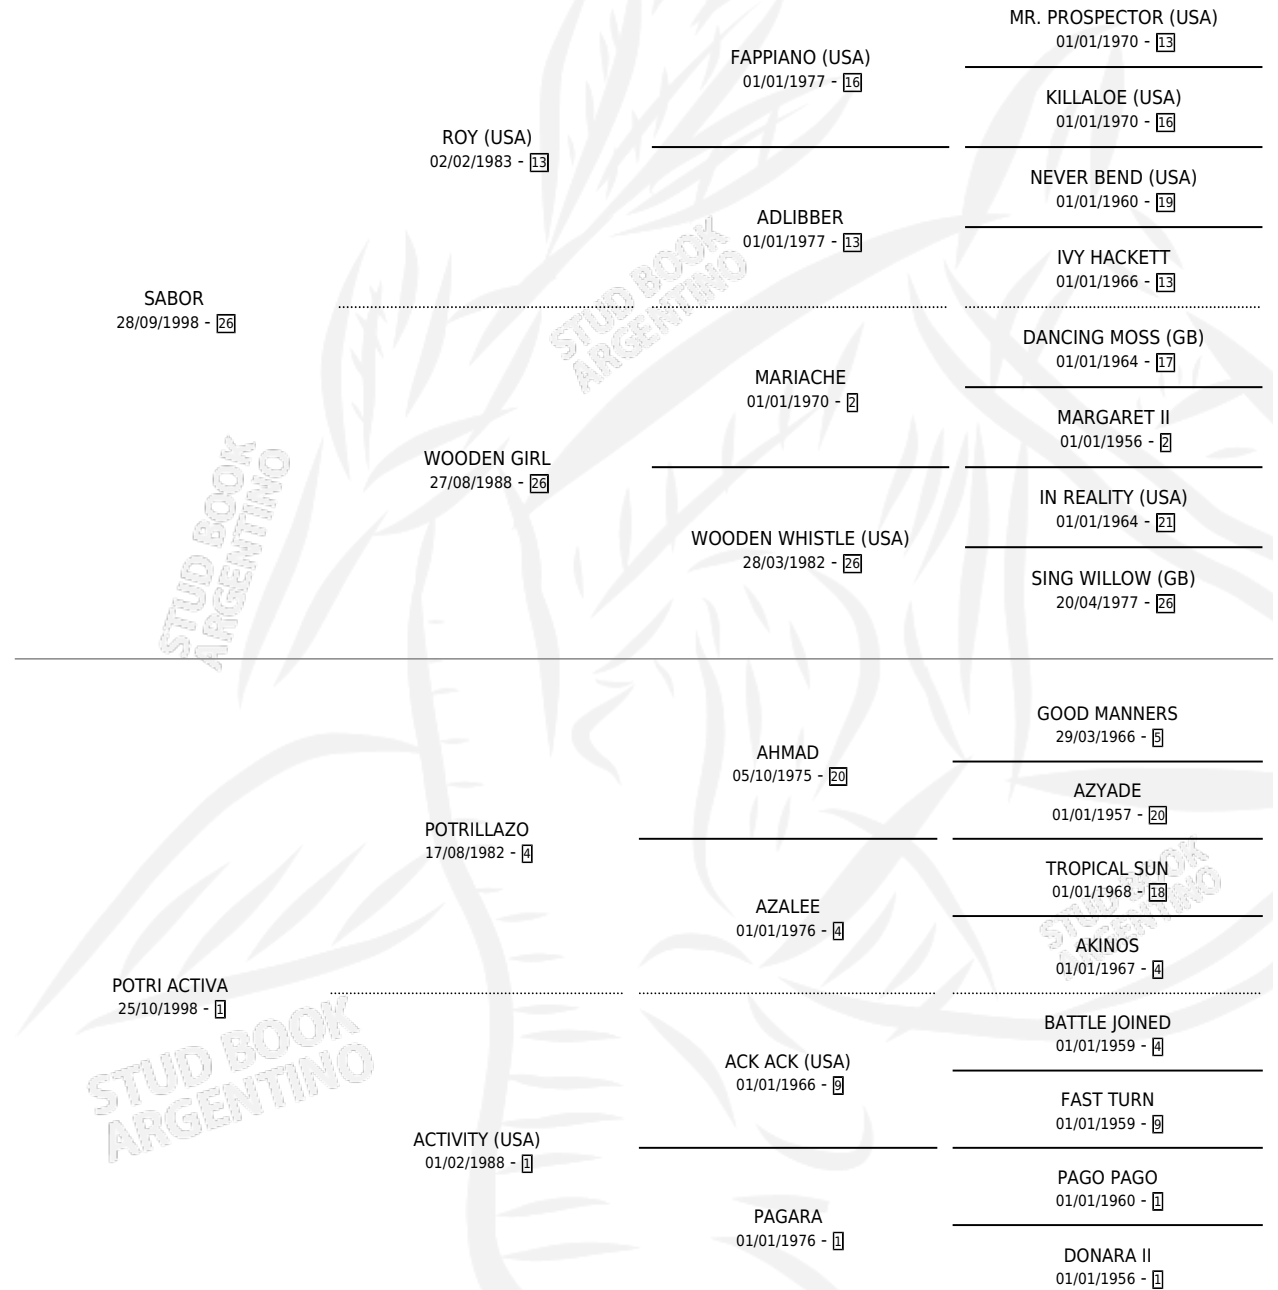 MR. PROSPECTOR (USA)
01/01/1970 - 13
FAPPIANO (USA)
01/01/1977 - 16
KILLALOE (USA)
01/01/1970 - 16
ROY (USA)
02/02/1983 - 13
NEVER BEND (USA)
01/01/1960 - 19
ADLIBBER
01/01/1977 - 13
IVY HACKETT
01/01/1966 - 13
SABOR
28/09/1998 - 26
DANCING MOSS (GB)
01/01/1964 - 17
MARIACHE
01/01/1970 - 2
MARGARET II
01/01/1956 - 2
WOODEN GIRL
27/08/1988 - 26
IN REALITY (USA)
01/01/1964 - 21
WOODEN WHISTLE (USA)
28/03/1982 - 26
SING WILLOW (GB)
20/04/1977 - 26
GOOD MANNERS
29/03/1966 - 5
AHMAD
05/10/1975 - 20
AZYADE
01/01/1957 - 20
POTRILLAZO
17/08/1982 - 4
TROPICAL SUN
01/01/1968 - 18
AZALEE
01/01/1976 - 4
AKINOS
01/01/1967 - 4
POTRI ACTIVA
25/10/1998 - 1
BATTLE JOINED
01/01/1959 - 4
ACK ACK (USA)
01/01/1966 - 9
FAST TURN
01/01/1959 - 9
ACTIVITY (USA)
01/02/1988 - 1
PAGO PAGO
01/01/1960 - 1
PAGARA
01/01/1976 - 1
DONARA II
01/01/1956 - 1
STUD BOOK
ARGENTINO
STUD BOOK
ARGENTINO
STUD BOOK
ARGENTINO
STUD BOOK
ARGENTINO